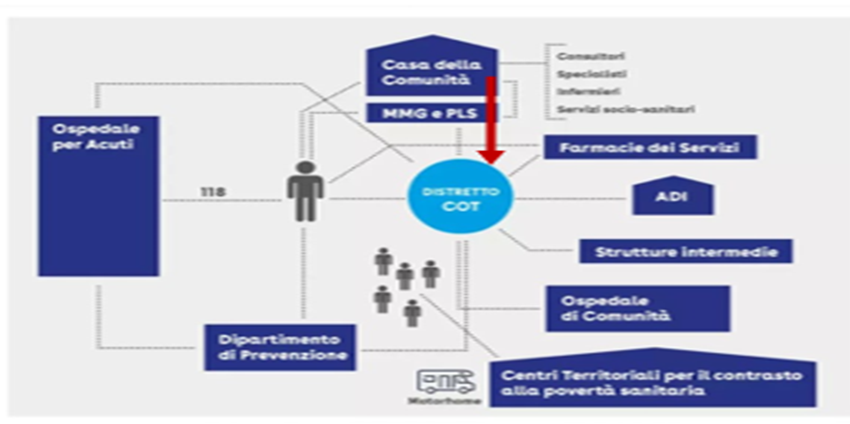 Casa della
Comunità
MMG e PLS
Consultori
Specialisti
Infermieri
Servizi socio-sanitari
Ospedale
per Acuti
118
Farmacie dei Servizi
DISTRETTO
COT
ADI
Strutture intermedie
Ospedale
di Comunità
Dipartimento
di Prevenzione
Motorhome
Centri Territoriali per il contrasto
alla povertà sanitaria